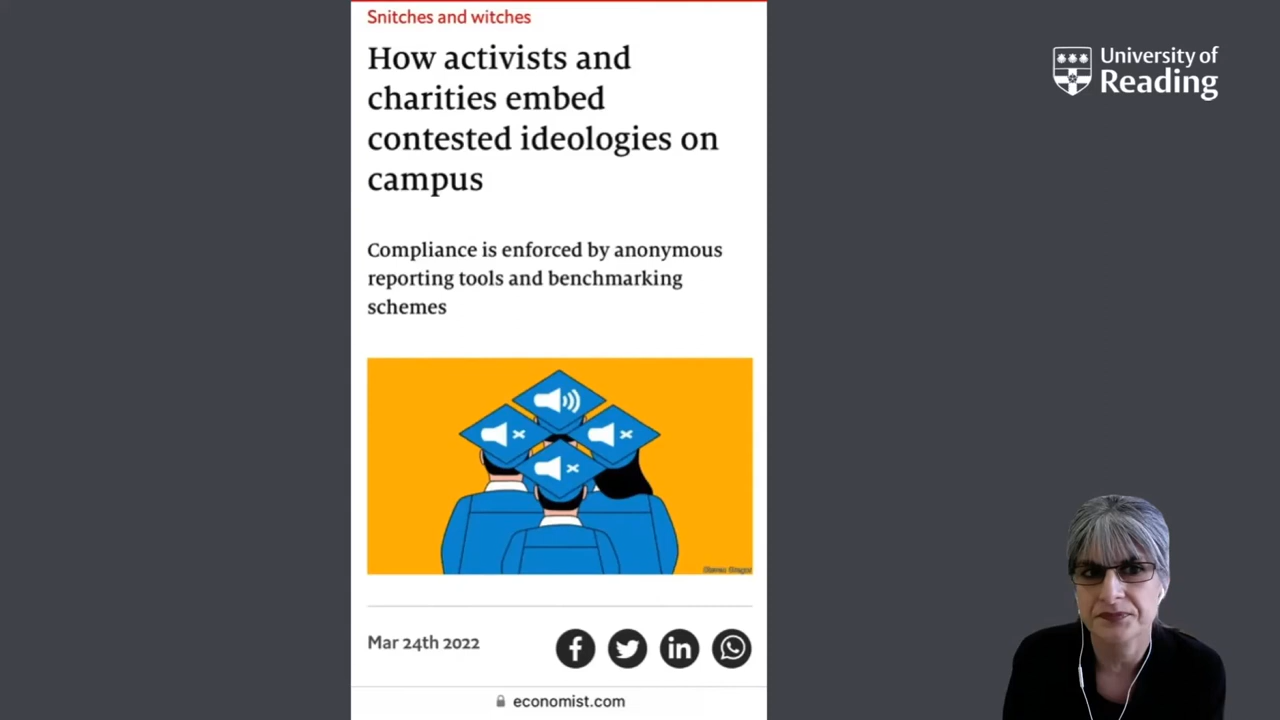 Snitches and witches
How activists and
charities embed
contested ideologies on
campus
Compliance is enforced by anonymous
reporting tools and benchmarking
schemes
Mar 24th 2022
economist.com
University of
Reading